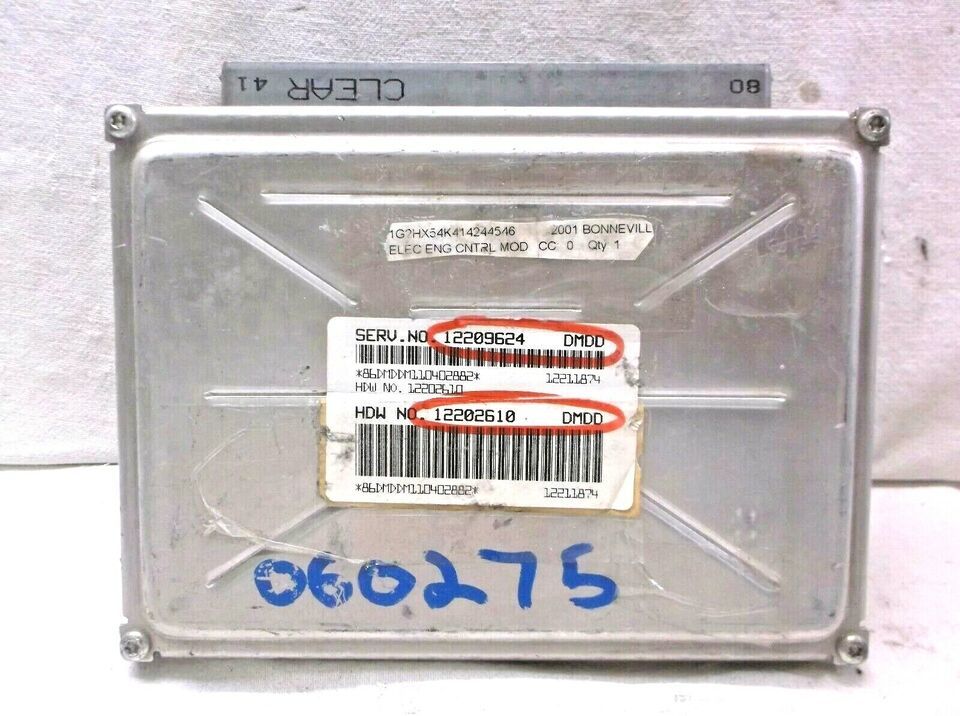 CLEAR 41
80
1G2HX54K414244546 2001 BONNEVILL
ELEC ENG CNTRL MOD CC 0 Qty 1
SERV.NO. 12209624 DMDD
*86DMDDM110402882* 12211874
HDW NO. 12202610
HDW NO. 12202610 DMDD
*86DMDDM110402882* 12211874
060275